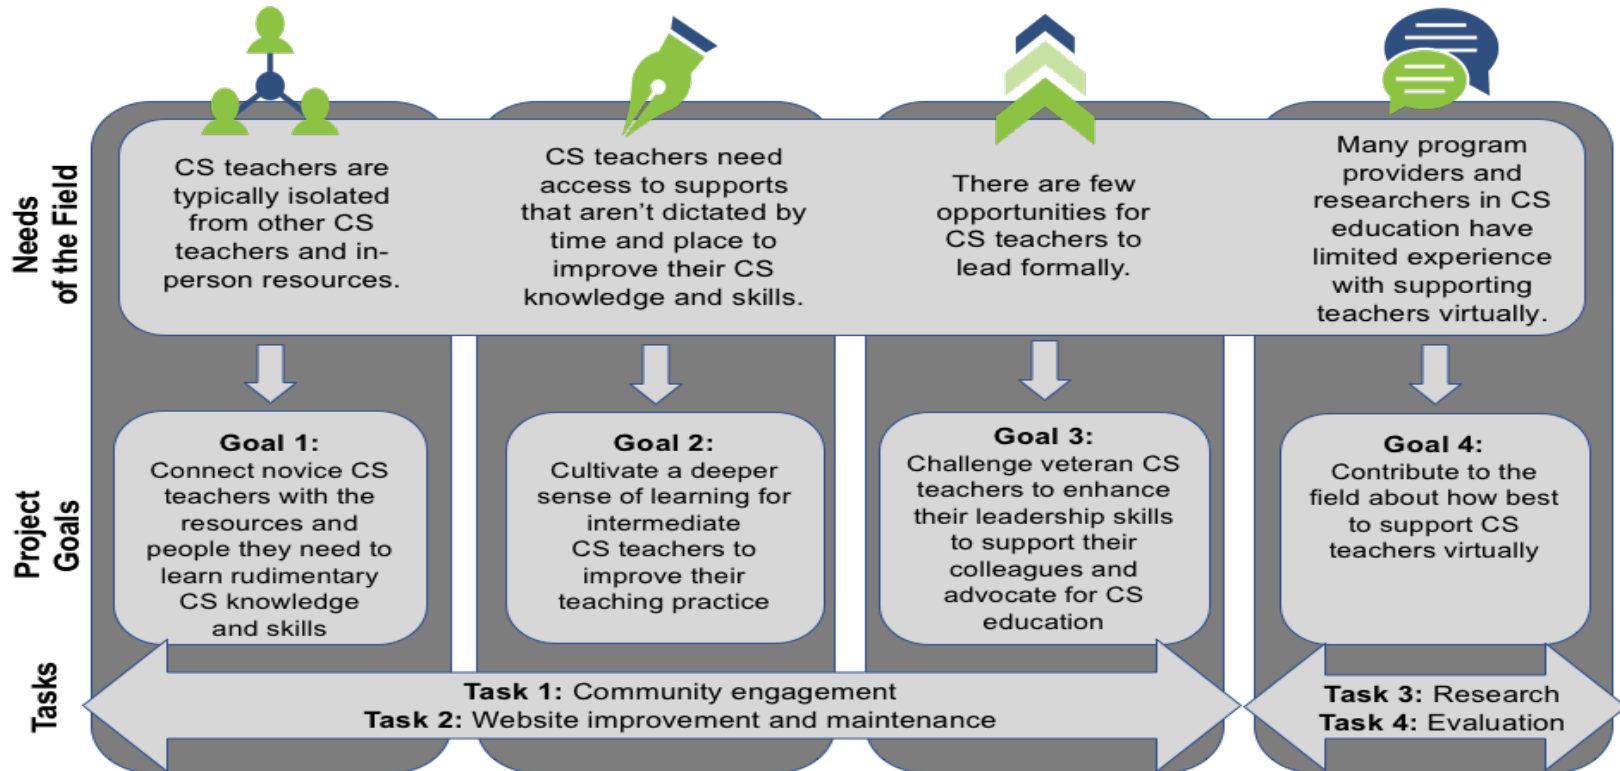 Needs
of the Field
CS teachers are
typically isolated
from other CS
teachers and in-
person resources.
CS teachers need
access to supports
that aren't dictated by
time and place to
improve their CS
knowledge and skills.
There are few
opportunities for
CS teachers to
lead formally.
Many program
providers and
researchers in CS
education have
limited experience
with supporting
teachers virtually.
Project
Goals
Goal 1:
Connect novice CS
teachers with the
resources and
people they need to
learn rudimentary
CS knowledge
and skills
Goal 2:
Cultivate a deeper
sense of learning for
intermediate
CS teachers to
improve their
teaching practice
Goal 3:
Challenge veteran CS
teachers to enhance
their leadership skills
to support their
colleagues and
advocate for CS
education
Goal 4:
Contribute to the
field about how best
to support CS
teachers virtually
Tasks
Task 1: Community engagement
Task 2: Website improvement and maintenance
Task 3: Research
Task 4: Evaluation